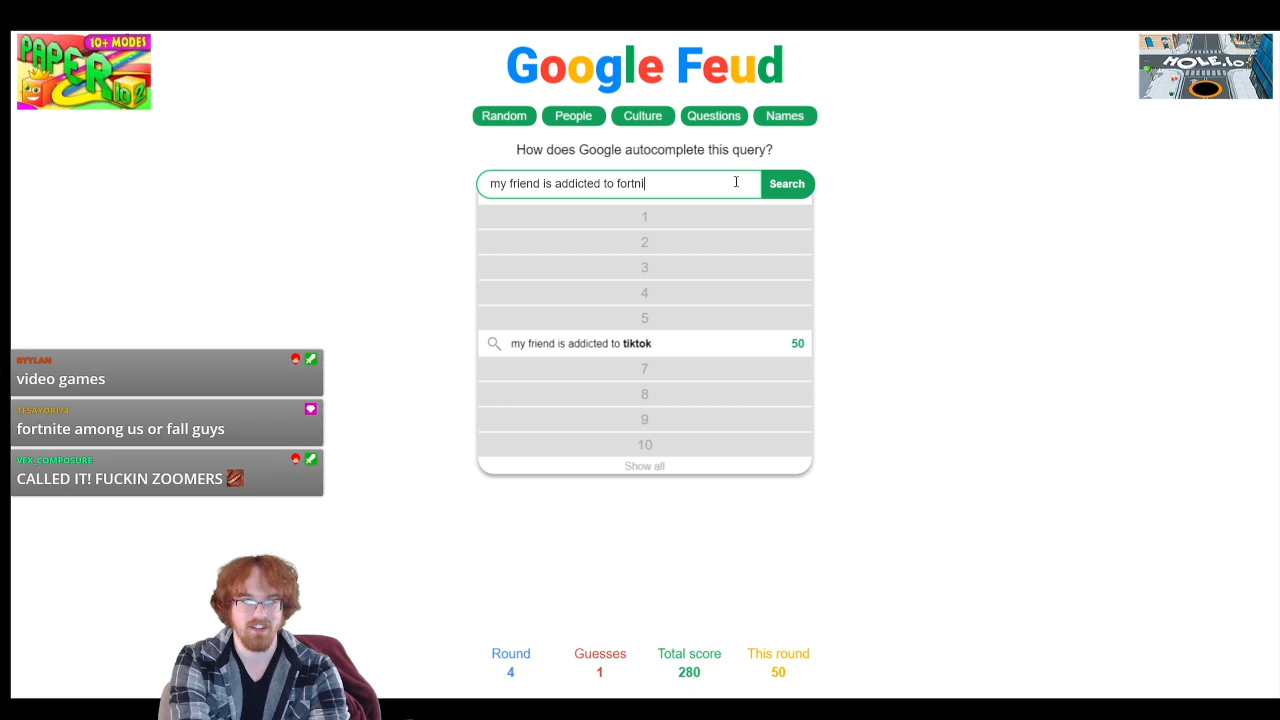 PAPER
10+ MODES
io 2
Google Feud
HOLE.io
Random People Culture Questions Names
How does Google autocomplete this query?
my friend is addicted to fortni Search
1
2
3
4
5
my friend is addicted to tiktok 50
7
8
9
10
Show all
BYYLAN
video games
TFSAYORI74
fortnite among us or fall guys
VEX_COMPOSURE
CALLED IT! FUCKIN ZOOMERS
Round Guesses Total score This round
4 1 280 50